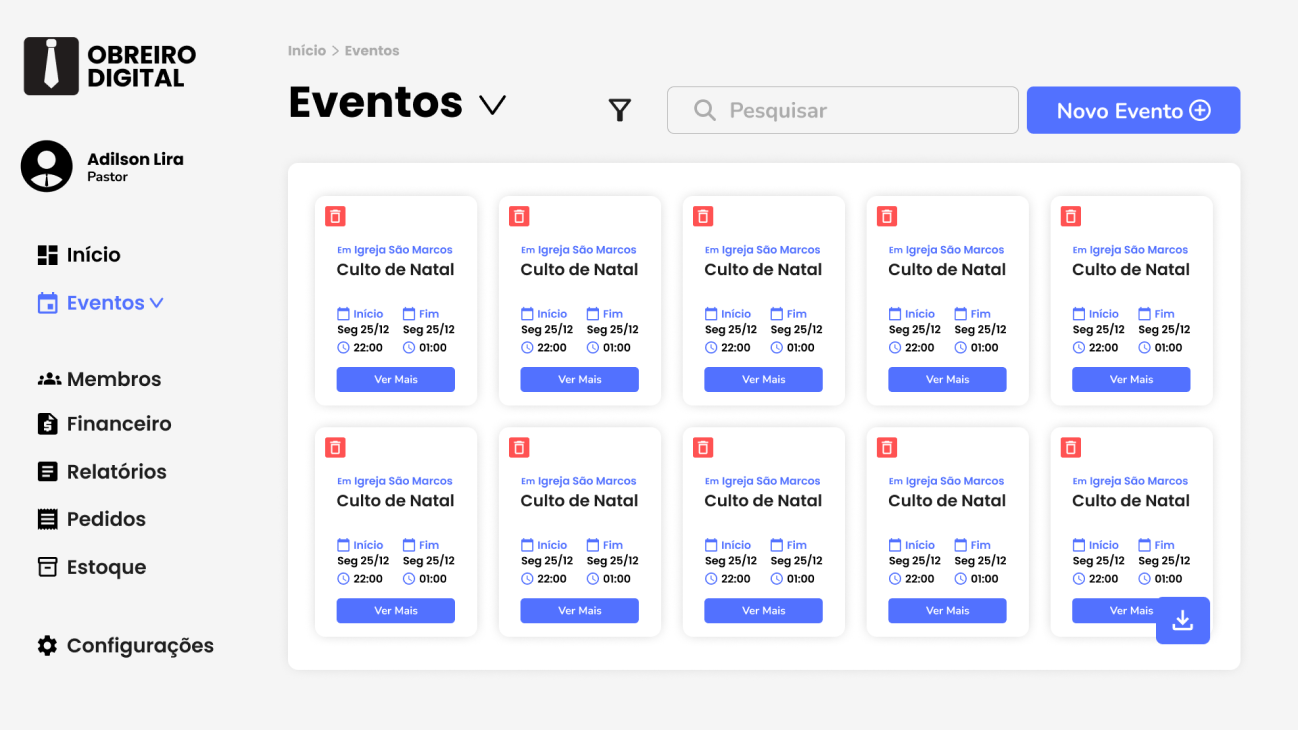 OBREIRO
DIGITAL
Adilson Lira
Pastor
Início
Eventos
Membros
Financeiro
Relatórios
Pedidos
Estoque
Configurações
Início > Eventos
Eventos
Pesquisar
Novo Evento
Em Igreja São Marcos
Culto de Natal
Início Fim
Seg 25/12 Seg 25/12
22:00 01:00
Ver Mais
Em Igreja São Marcos
Culto de Natal
Início Fim
Seg 25/12 Seg 25/12
22:00 01:00
Ver Mais
Em Igreja São Marcos
Culto de Natal
Início Fim
Seg 25/12 Seg 25/12
22:00 01:00
Ver Mais
Em Igreja São Marcos
Culto de Natal
Início Fim
Seg 25/12 Seg 25/12
22:00 01:00
Ver Mais
Em Igreja São Marcos
Culto de Natal
Início Fim
Seg 25/12 Seg 25/12
22:00 01:00
Ver Mais
Em Igreja São Marcos
Culto de Natal
Início Fim
Seg 25/12 Seg 25/12
22:00 01:00
Ver Mais
Em Igreja São Marcos
Culto de Natal
Início Fim
Seg 25/12 Seg 25/12
22:00 01:00
Ver Mais
Em Igreja São Marcos
Culto de Natal
Início Fim
Seg 25/12 Seg 25/12
22:00 01:00
Ver Mais
Em Igreja São Marcos
Culto de Natal
Início Fim
Seg 25/12 Seg 25/12
22:00 01:00
Ver Mais
Em Igreja São Marcos
Culto de Natal
Início Fim
Seg 25/12 Seg 25/12
22:00 01:00
Ver Mais